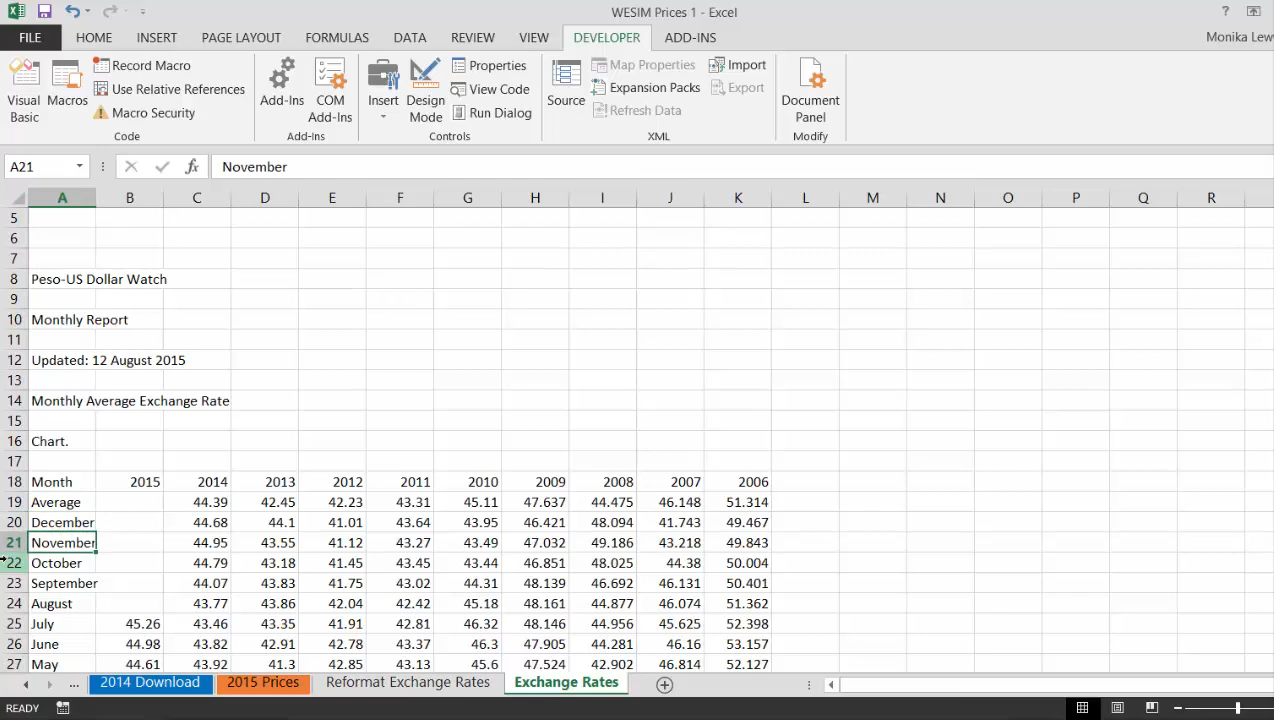 WESIM Prices 1 - Excel
?
FILE HOME INSERT PAGE LAYOUT FORMULAS DATA REVIEW VIEW DEVELOPER ADD-INS Monika Lew
Visual Basic
Macros
Record Macro
Use Relative References
Macro Security
Code
Add-Ins
COM Add-Ins
Add-Ins
Insert
Design Mode
Properties
View Code
Run Dialog
Controls
Source
Map Properties
Expansion Packs
Refresh Data
Import
Export
XML
Document Panel
Modify
A21 fx November
A B C D E F G H I J K L M N O P Q R
5
6
7
8 Peso-US Dollar Watch
9
10 Monthly Report
11
12 Updated: 12 August 2015
13
14 Monthly Average Exchange Rate
15
16 Chart.
17
18 Month 2015 2014 2013 2012 2011 2010 2009 2008 2007 2006
19 Average 44.39 42.45 42.23 43.31 45.11 47.637 44.475 46.148 51.314
20 December 44.68 44.1 41.01 43.64 43.95 46.421 48.094 41.743 49.467
21 November 44.95 43.55 41.12 43.27 43.49 47.032 49.186 43.218 49.843
22 October 44.79 43.18 41.45 43.45 43.44 46.851 48.025 44.38 50.004
23 September 44.07 43.83 41.75 43.02 44.31 48.139 46.692 46.131 50.401
24 August 43.77 43.86 42.04 42.42 45.18 48.161 44.877 46.074 51.362
25 July 45.26 43.46 43.35 41.91 42.81 46.32 48.146 44.956 45.625 52.398
26 June 44.98 43.82 42.91 42.78 43.37 46.3 47.905 44.281 46.16 53.157
27 May 44.61 43.92 41.3 42.85 43.13 45.6 47.524 42.902 46.814 52.127
... 2014 Download 2015 Prices Reformat Exchange Rates Exchange Rates
READY